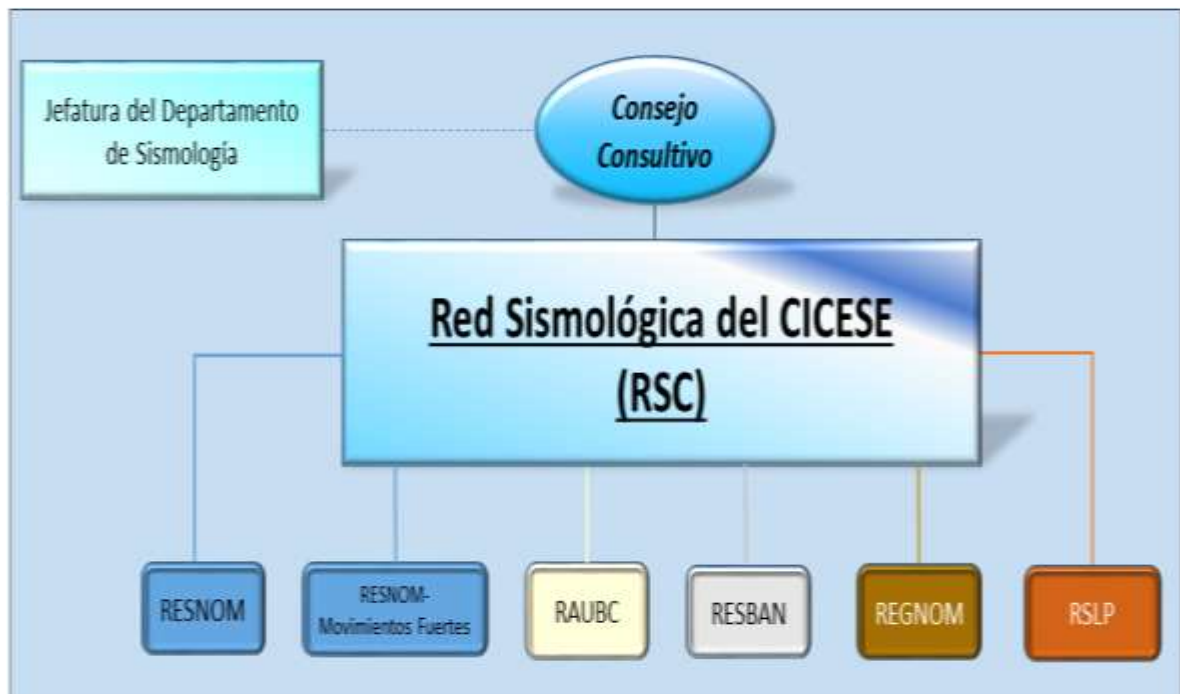 Jefatura del Departamento
de Sismología
Consejo
Consultivo
Red Sismológica del CICESE
(RSC)
RESNOM
RESNOM-
Movimientos Fuertes
RAUBC
RESBAN
REGNOM
RSLP